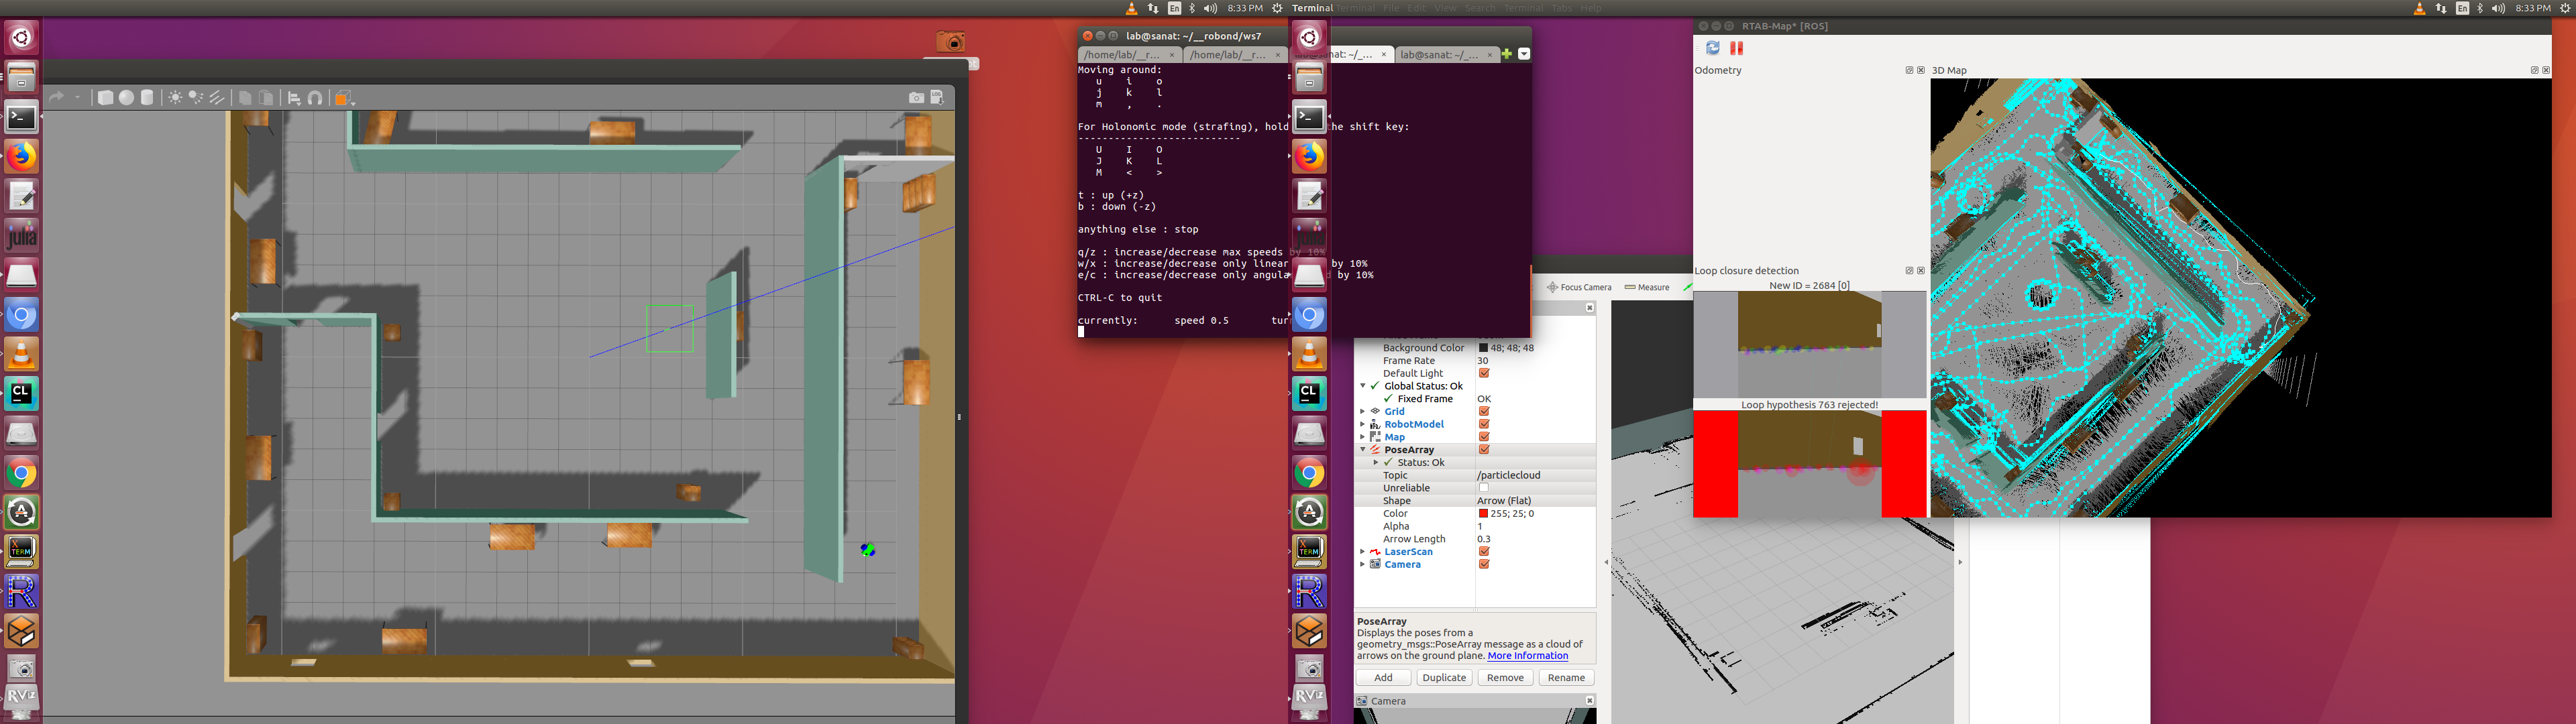 En
8:33 PM
Terminal
Terminal File Edit View Search Terminal Tabs Help
En
8:33 PM
lab@sanat: ~/__robond/ws7
/home/lab/__r... × /home/lab/__r... × nat: ~/_... × lab@sanat: ~/_... ×
Moving around:
u i o
j k l
m , .
For Holonomic mode (strafing), hold the shift key:
---------------------------
U I O
J K L
M < >
t : up (+z)
b : down (-z)
anything else : stop
q/z : increase/decrease max speeds by 10%
w/x : increase/decrease only linear by 10%
e/c : increase/decrease only angula d by 10%
CTRL-C to quit
currently: speed 0.5 tur
julia
CL
XTERM
R
RViz
julia
CL
XTERM
R
RViz
Focus Camera
Measure
Background Color 48; 48; 48
Frame Rate 30
Default Light
Global Status: Ok
Fixed Frame OK
Grid
RobotModel
Map
PoseArray
Status: Ok
Topic /particlecloud
Unreliable
Shape Arrow (Flat)
Color 255; 25; 0
Alpha 1
Arrow Length 0.3
LaserScan
Camera
PoseArray
Displays the poses from a
geometry_msgs::PoseArray message as a cloud of
arrows on the ground plane. More Information
Add Duplicate Remove Rename
Camera
RTAB-Map* [ROS]
Odometry
3D Map
Loop closure detection
New ID = 2684 [0]
Loop hypothesis 763 rejected!